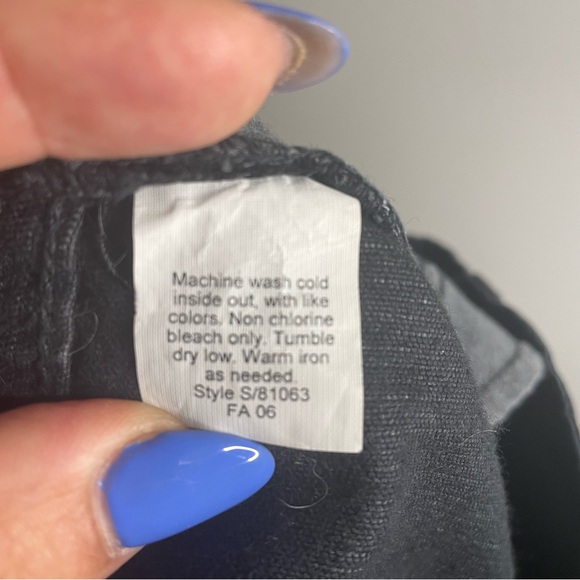 Machine wash cold
inside out, with like
colors. Non chlorine
bleach only. Tumble
dry low. Warm iron
as needed.
Style S/81063
FA 06